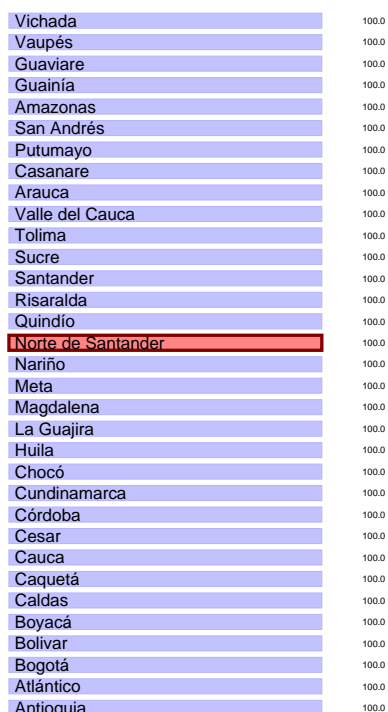 Vichada 100.0
Vaupés 100.0
Guaviare 100.0
Guainía 100.0
Amazonas 100.0
San Andrés 100.0
Putumayo 100.0
Casanare 100.0
Arauca 100.0
Valle del Cauca 100.0
Tolima 100.0
Sucre 100.0
Santander 100.0
Risaralda 100.0
Quindío 100.0
Norte de Santander 100.0
Nariño 100.0
Meta 100.0
Magdalena 100.0
La Guajira 100.0
Huila 100.0
Chocó 100.0
Cundinamarca 100.0
Córdoba 100.0
Cesar 100.0
Cauca 100.0
Caquetá 100.0
Caldas 100.0
Boyacá 100.0
Bolivar 100.0
Bogotá 100.0
Atlántico 100.0
Antioquia 100.0